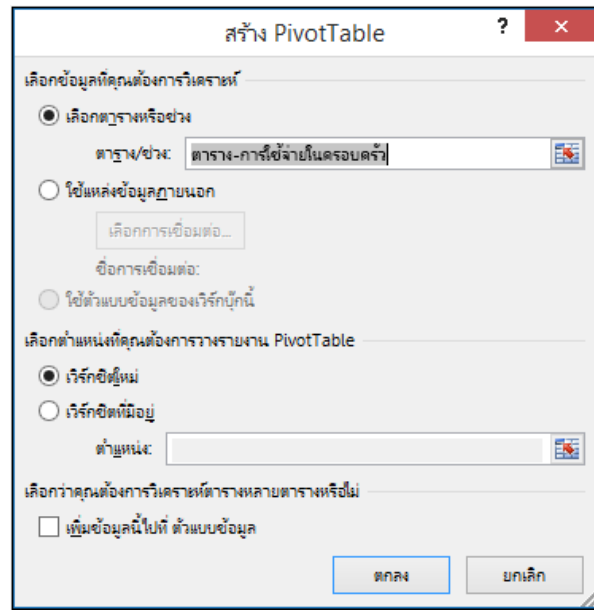 สร้าง PivotTable
? ×
เลือกข้อมูลที่คุณต้องการวิเคราะห์
เลือกตารางหรือช่วง
ตาราง/ช่วง: ตาราง-การใช้จ่ายในครอบครัว
ใช้แหล่งข้อมูลภายนอก
เลือกการเชื่อมต่อ...
ชื่อการเชื่อมต่อ:
ใช้ตัวแบบข้อมูลของเวิร์กบุ๊กนี้
เลือกตำแหน่งที่คุณต้องการวางรายงาน PivotTable
เวิร์กชีตใหม่
เวิร์กชีตที่มีอยู่
ตำแหน่ง:
เลือกว่าคุณต้องการวิเคราะห์ตารางหลายตารางหรือไม่
เพิ่มข้อมูลนี้ไปที่ ตัวแบบข้อมูล
ตกลง ยกเลิก